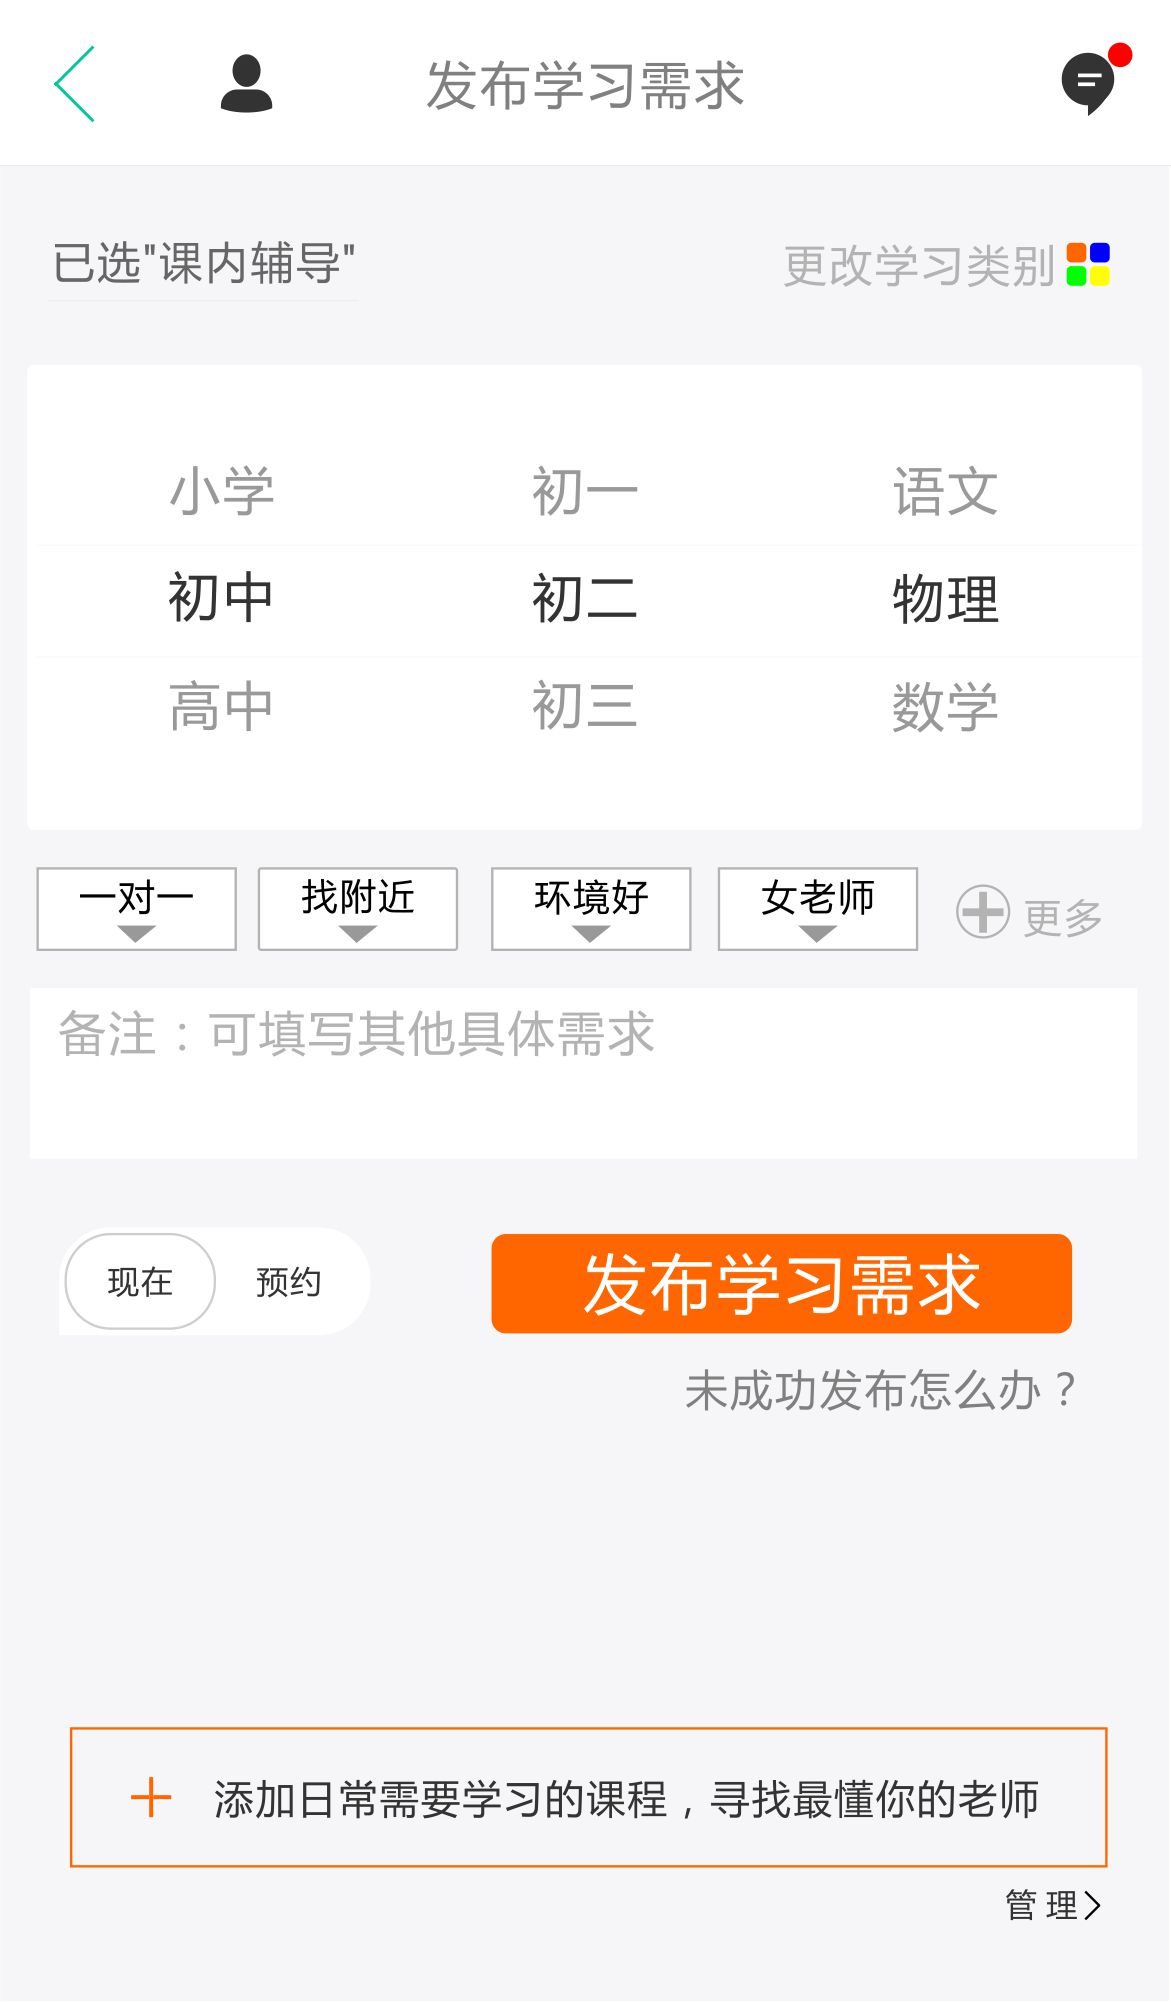 发布学习需求
已选"课内辅导"
更改学习类别
小学 初一 语文
初中 初二 物理
高中 初三 数学
一对一 找附近 环境好 女老师 更多
备注：可填写其他具体需求
现在 预约 发布学习需求
未成功发布怎么办？
添加日常需要学习的课程，寻找最懂你的老师
管 理